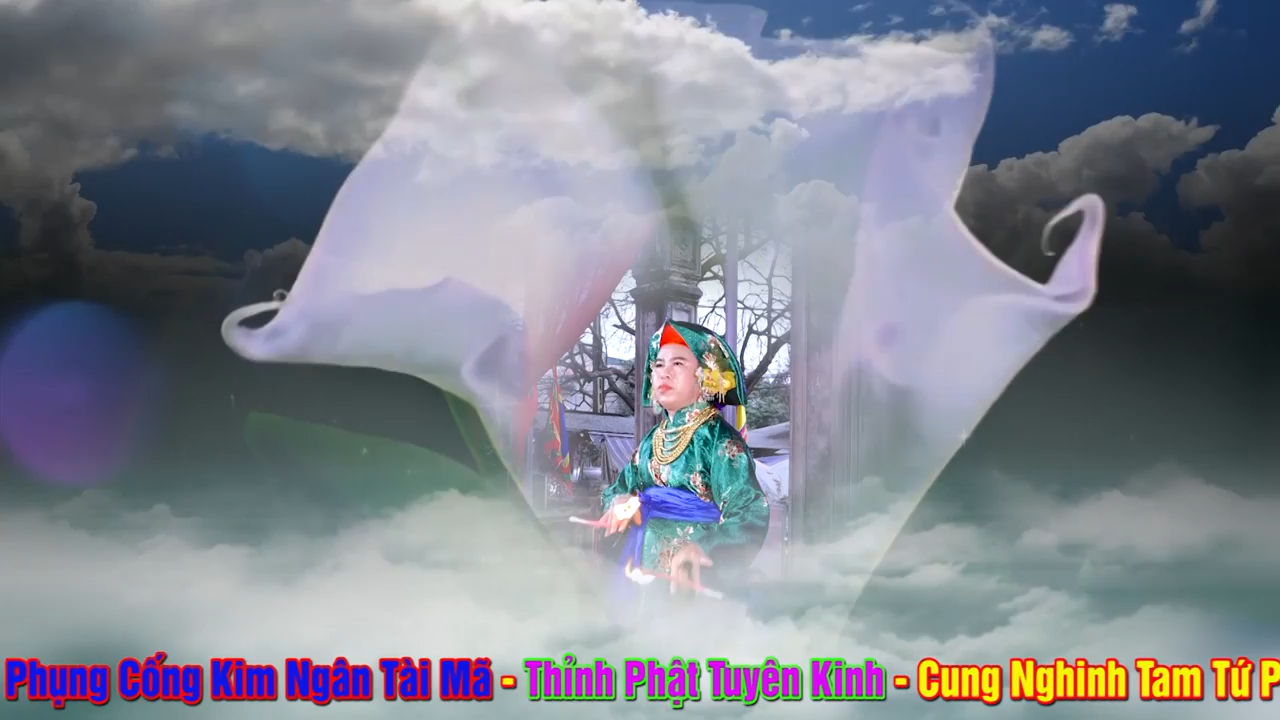 Phụng Cống Kim Ngân Tài Mã - Thỉnh Phật Tuyên Kinh - Cung Nghinh Tam Tứ P